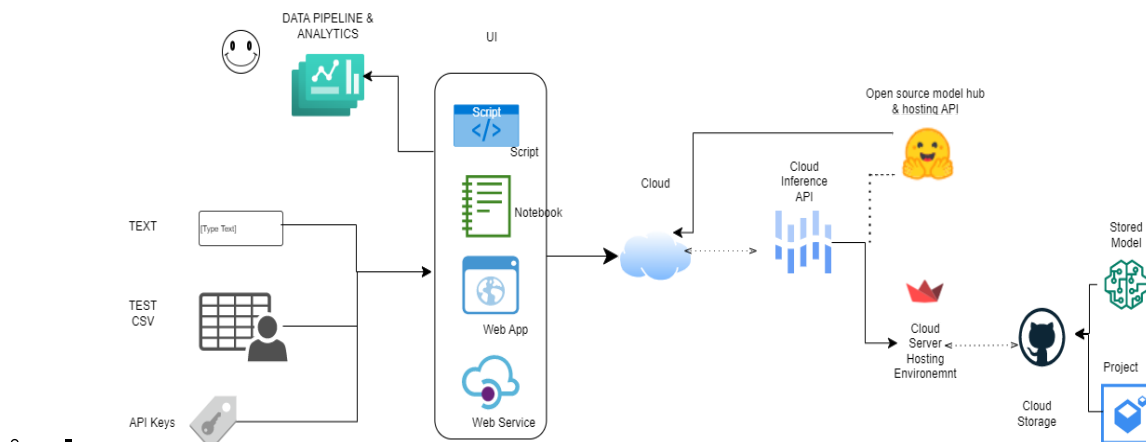 DATA PIPELINE &
ANALYTICS
UI
Script
Script
Notebook
Web App
Web Service
TEXT
[Type Text]
TEST
CSV
API Keys
Cloud
Cloud
Inference
API
Open source model hub
& hosting API
Cloud
Server
Hosting
Environemnt
Cloud
Storage
Stored
Model
Project